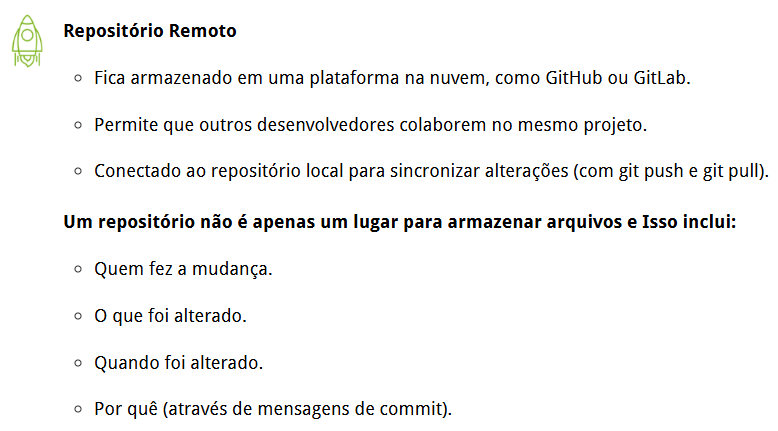 Repositório Remoto
Fica armazenado em uma plataforma na nuvem, como GitHub ou GitLab.
Permite que outros desenvolvedores colaborem no mesmo projeto.
Conectado ao repositório local para sincronizar alterações (com git push e git pull).
Um repositório não é apenas um lugar para armazenar arquivos e Isso inclui:
Quem fez a mudança.
O que foi alterado.
Quando foi alterado.
Por quê (através de mensagens de commit).